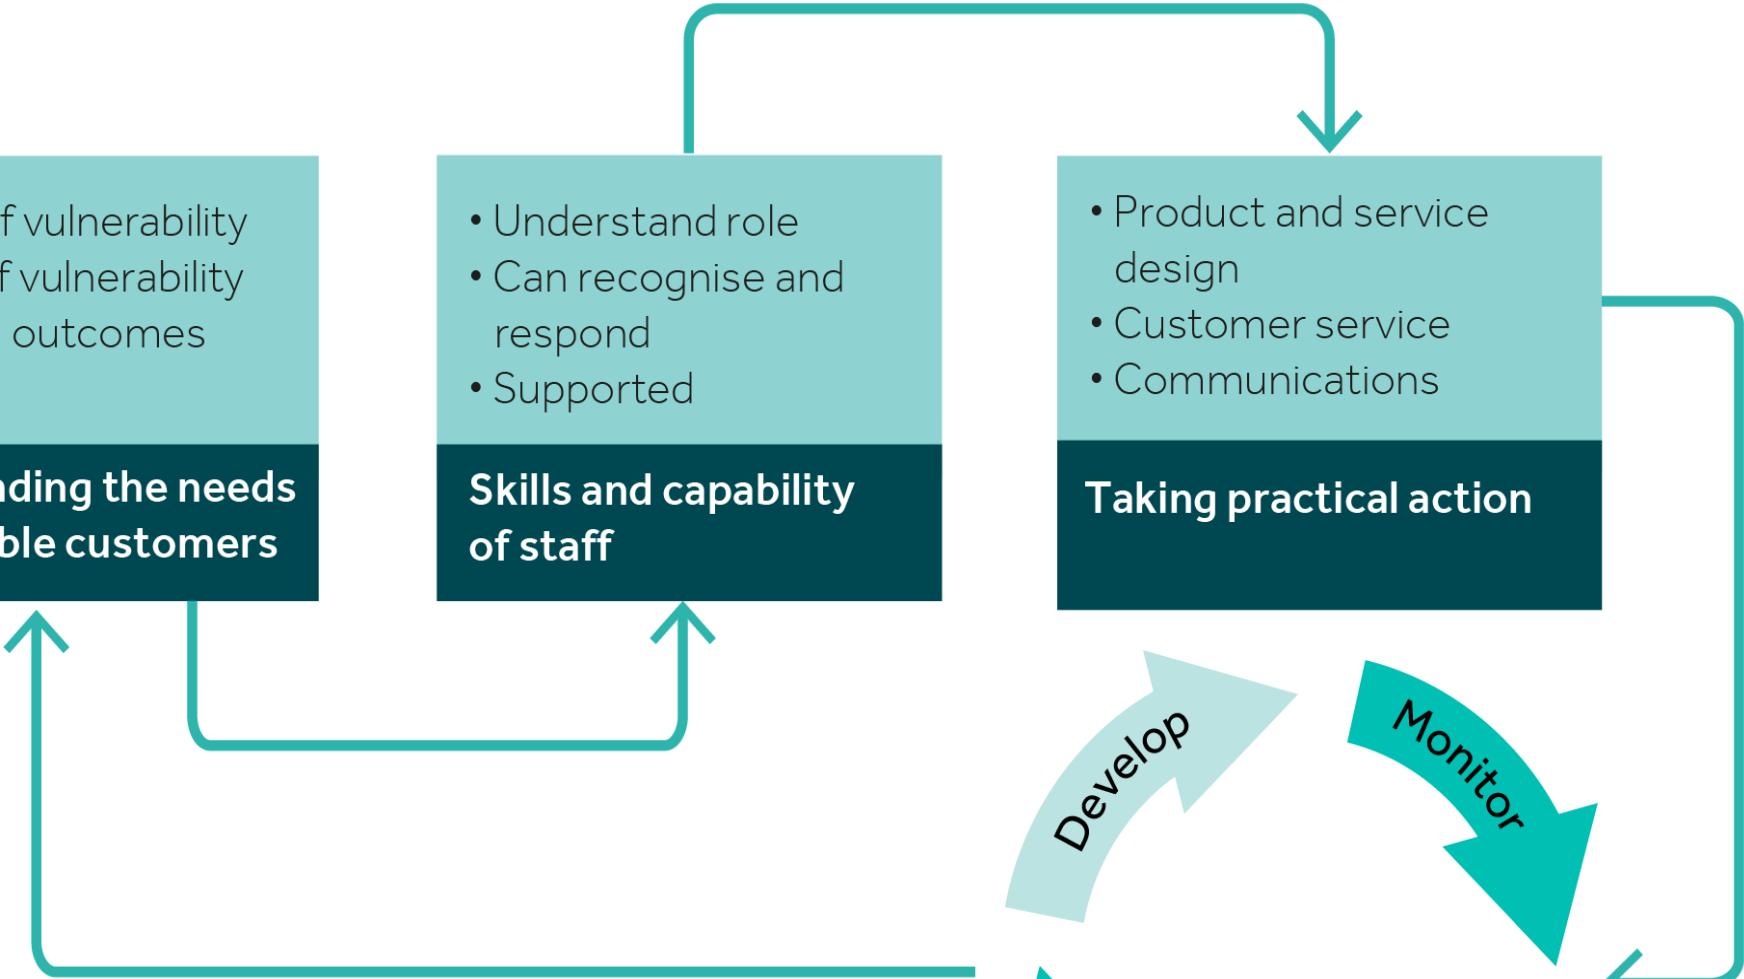 f vulnerability
f vulnerability
outcomes
nding the needs
ble customers
• Understand role
• Can recognise and
respond
• Supported
Skills and capability
of staff
• Product and service
design
• Customer service
• Communications
Taking practical action
Develop
Monitor